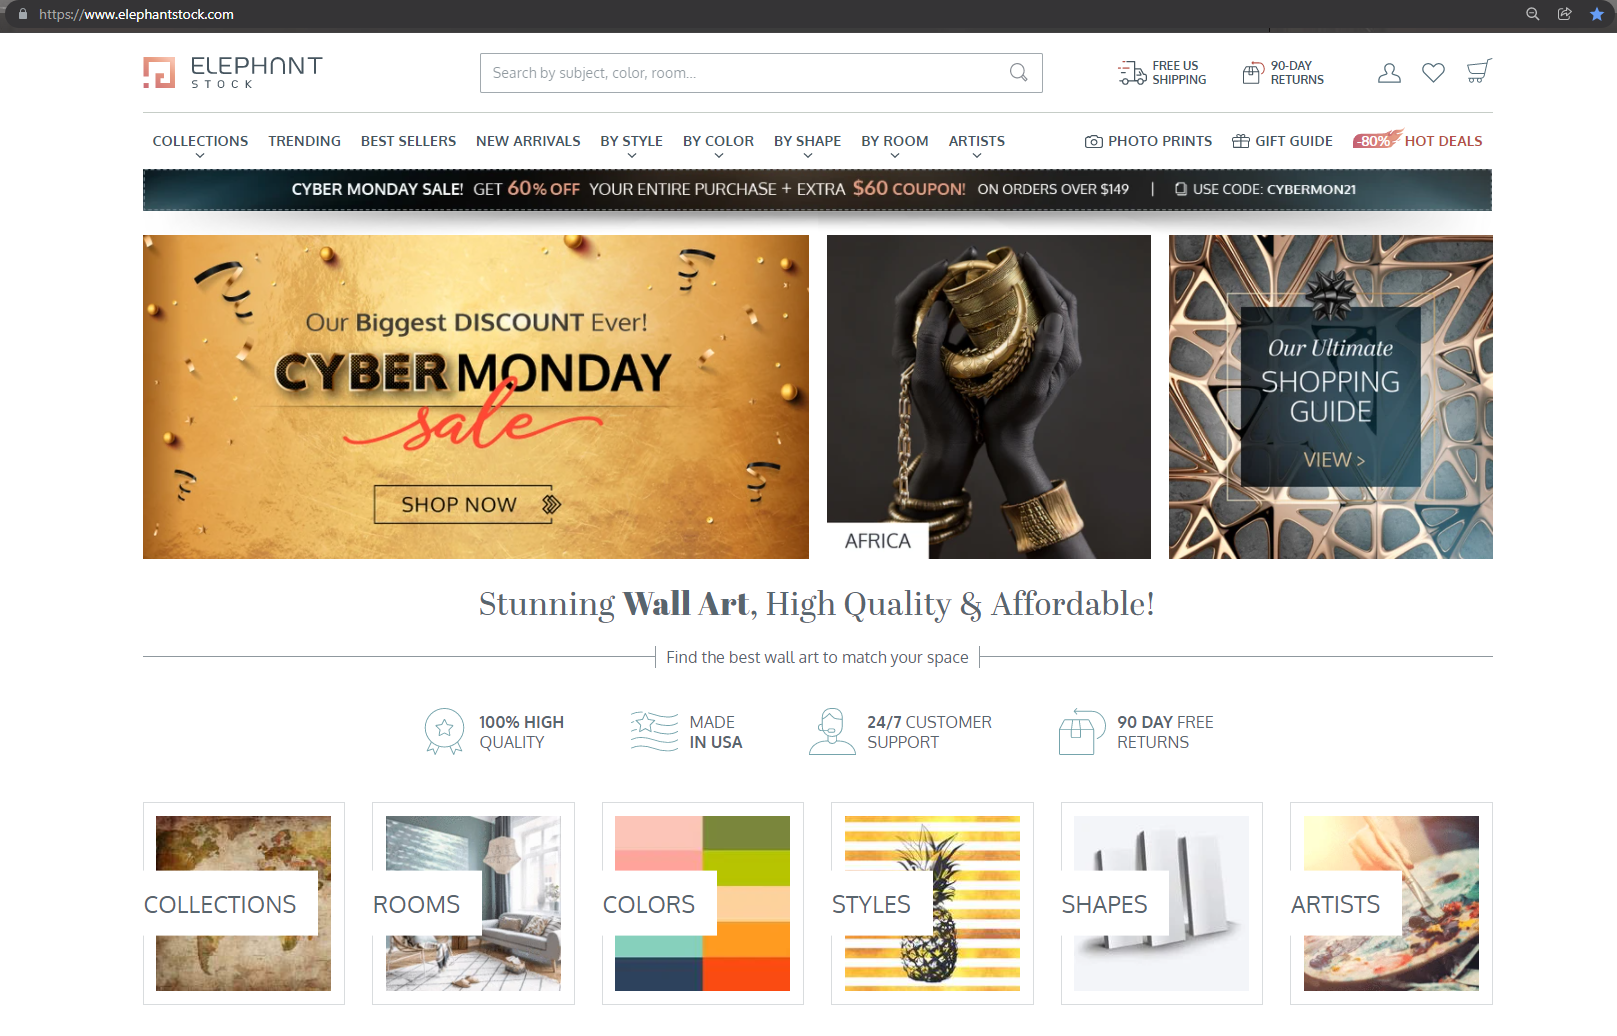 https://www.elephantstock.com
ELEPHANT
STOCK
Search by subject, color, room...
FREE US
SHIPPING
90-DAY
RETURNS
COLLECTIONS
TRENDING
BEST SELLERS
NEW ARRIVALS
BY STYLE
BY COLOR
BY SHAPE
BY ROOM
ARTISTS
PHOTO PRINTS
GIFT GUIDE
-80% HOT DEALS
CYBER MONDAY SALE! GET 60% OFF YOUR ENTIRE PURCHASE + EXTRA $60 COUPON! ON ORDERS OVER $149 | USE CODE: CYBERMON21
Our Biggest DISCOUNT Ever!
CYBER MONDAY
sale
SHOP NOW
AFRICA
Our Ultimate
SHOPPING
GUIDE
VIEW >
Stunning Wall Art, High Quality & Affordable!
Find the best wall art to match your space
100% HIGH
QUALITY
MADE
IN USA
24/7 CUSTOMER
SUPPORT
90 DAY FREE
RETURNS
COLLECTIONS
ROOMS
COLORS
STYLES
SHAPES
ARTISTS